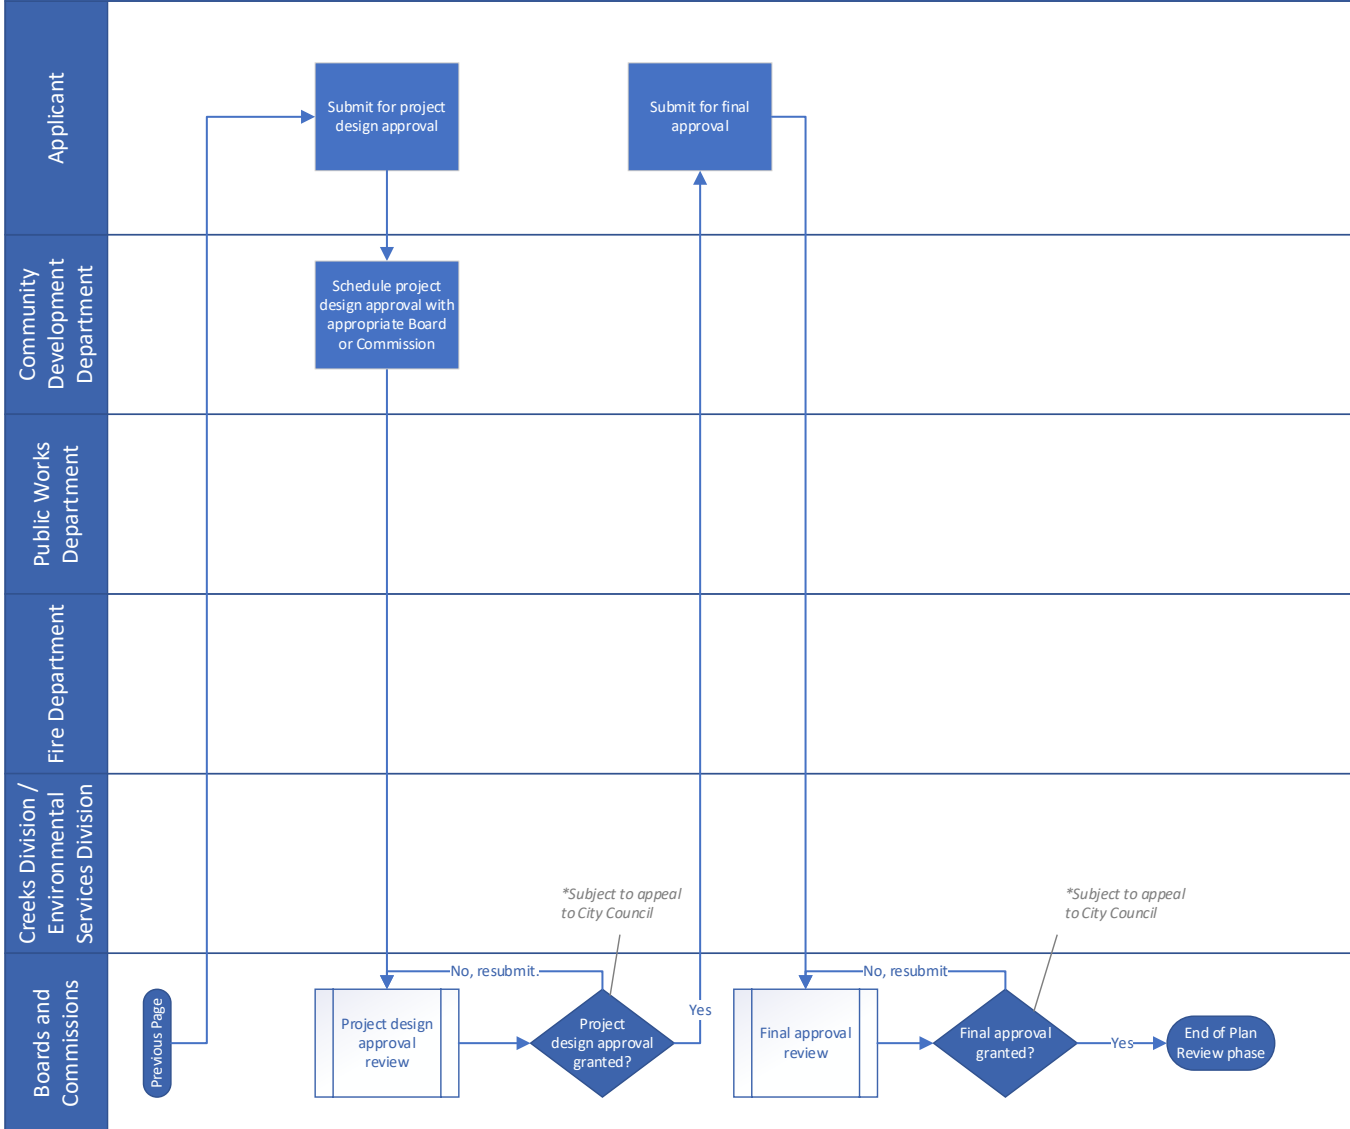 Applicant
Submit for project
design approval
Submit for final
approval
Community
Development
Department
Schedule project
design approval with
appropriate Board
or Commission
Public Works
Department
Fire Department
Creeks Division /
Environmental
Services Division
*Subject to appeal
to City Council
*Subject to appeal
to City Council
Boards and
Commissions
Previous Page
No, resubmit.
Project design
approval
review
Project
design approval
granted?
Yes
No, resubmit
Final approval
review
Final approval
granted?
Yes
End of Plan
Review phase